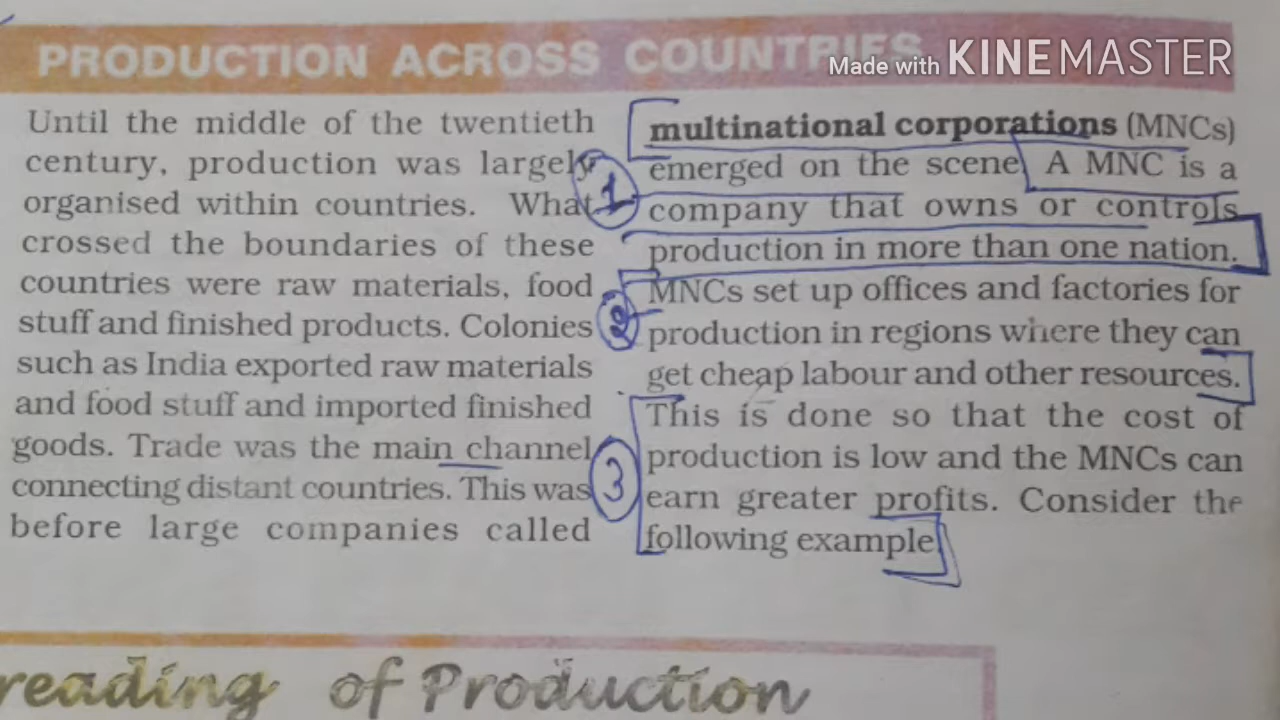 PRODUCTION ACROSS COUNTRIES
Made with KINEMASTER
Until the middle of the twentieth
century, production was largely
organised within countries. What
crossed the boundaries of these
countries were raw materials, food
stuff and finished products. Colonies
such as India exported raw materials
and food stuff and imported finished
goods. Trade was the main channel
connecting distant countries. This was
before large companies called
multinational corporations (MNCs)
emerged on the scene. A MNC is a
1
company that owns or controls
production in more than one nation.
MNCs set up offices and factories for
2
production in regions where they can
get cheap labour and other resources.
This is done so that the cost of
production is low and the MNCs can
3
earn greater profits. Consider the
following example
reading of Production